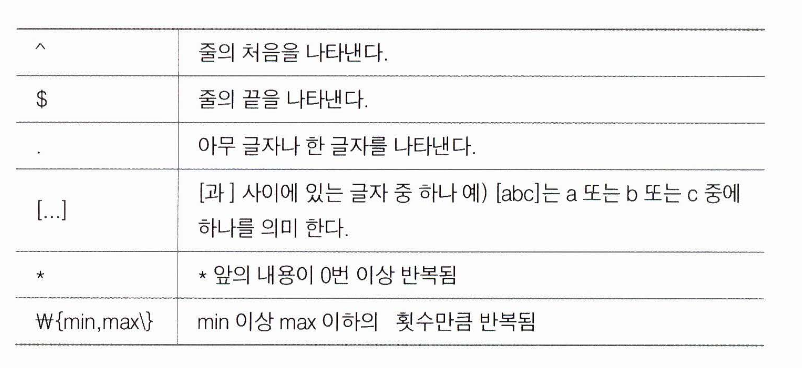 ^ 줄의 처음을 나타낸다.
$ 줄의 끝을 나타낸다.
. 아무 글자나 한 글자를 나타낸다.
[...] [과 ] 사이에 있는 글자 중 하나 예) [abc]는 a 또는 b 또는 c 중에
하나를 의미 한다.
* * 앞의 내용이 0번 이상 반복됨
₩{min,max\} min 이상 max 이하의 횟수만큼 반복됨